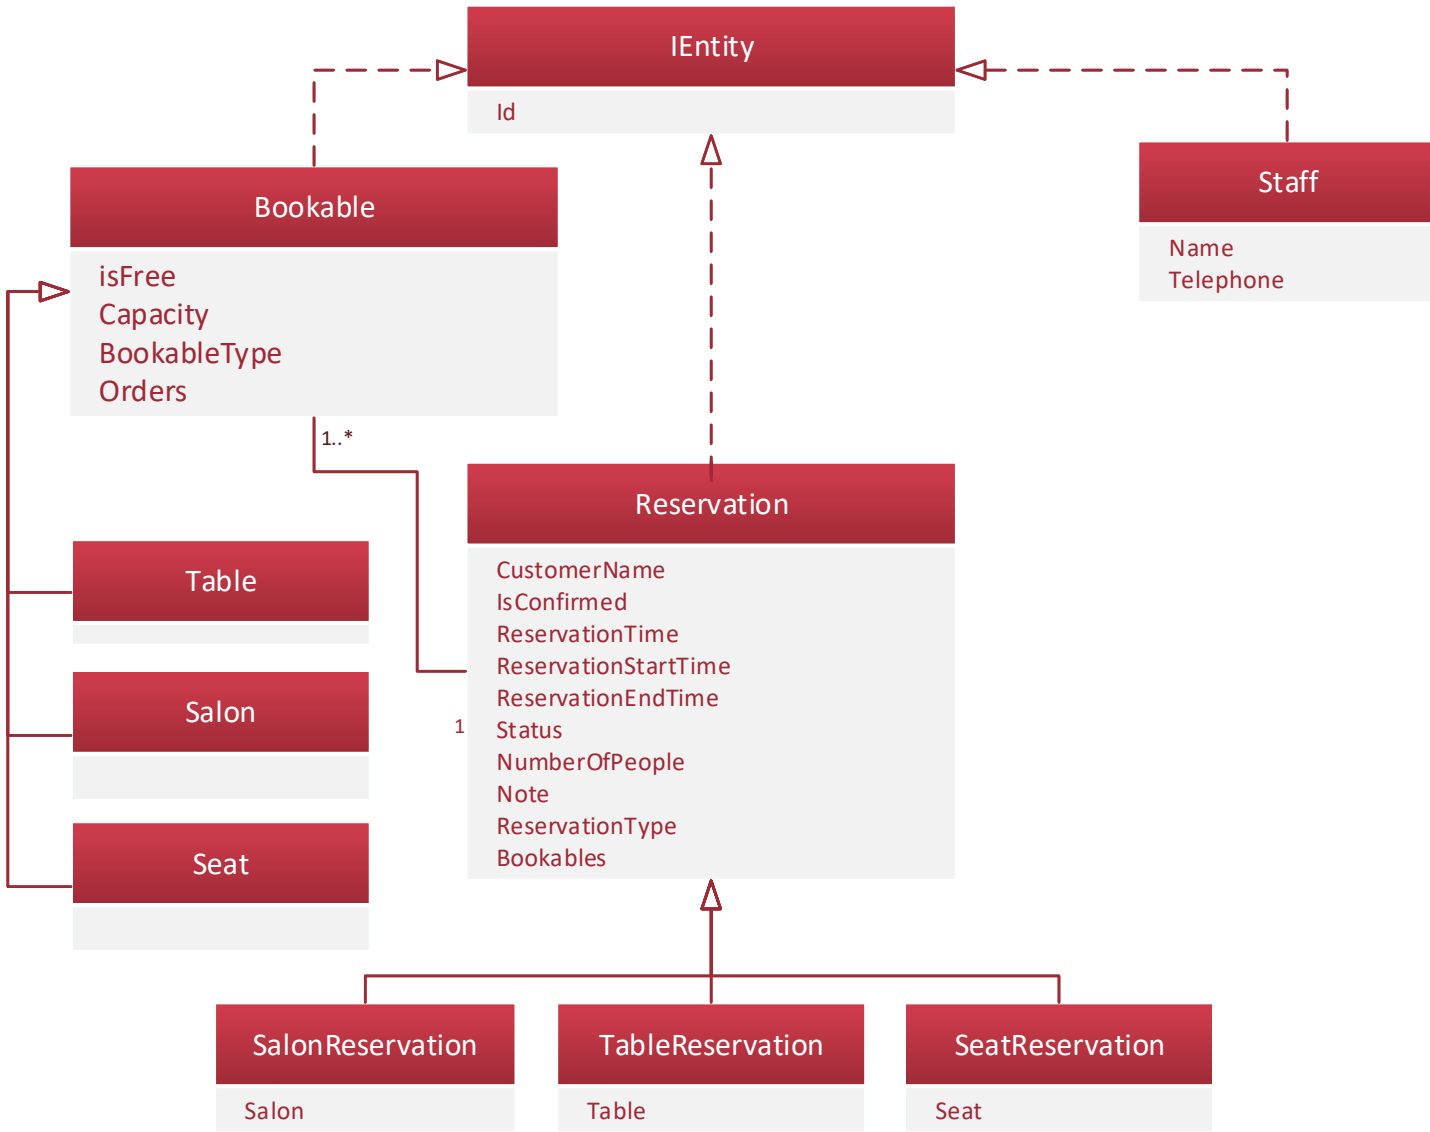 IEntity
Id
Bookable
isFree
Capacity
BookableType
Orders
1..*
Staff
Name
Telephone
Reservation
CustomerName
IsConfirmed
ReservationTime
ReservationStartTime
ReservationEndTime
Status
NumberOfPeople
Note
ReservationType
Bookables
1
Table
Salon
Seat
SalonReservation
Salon
TableReservation
Table
SeatReservation
Seat